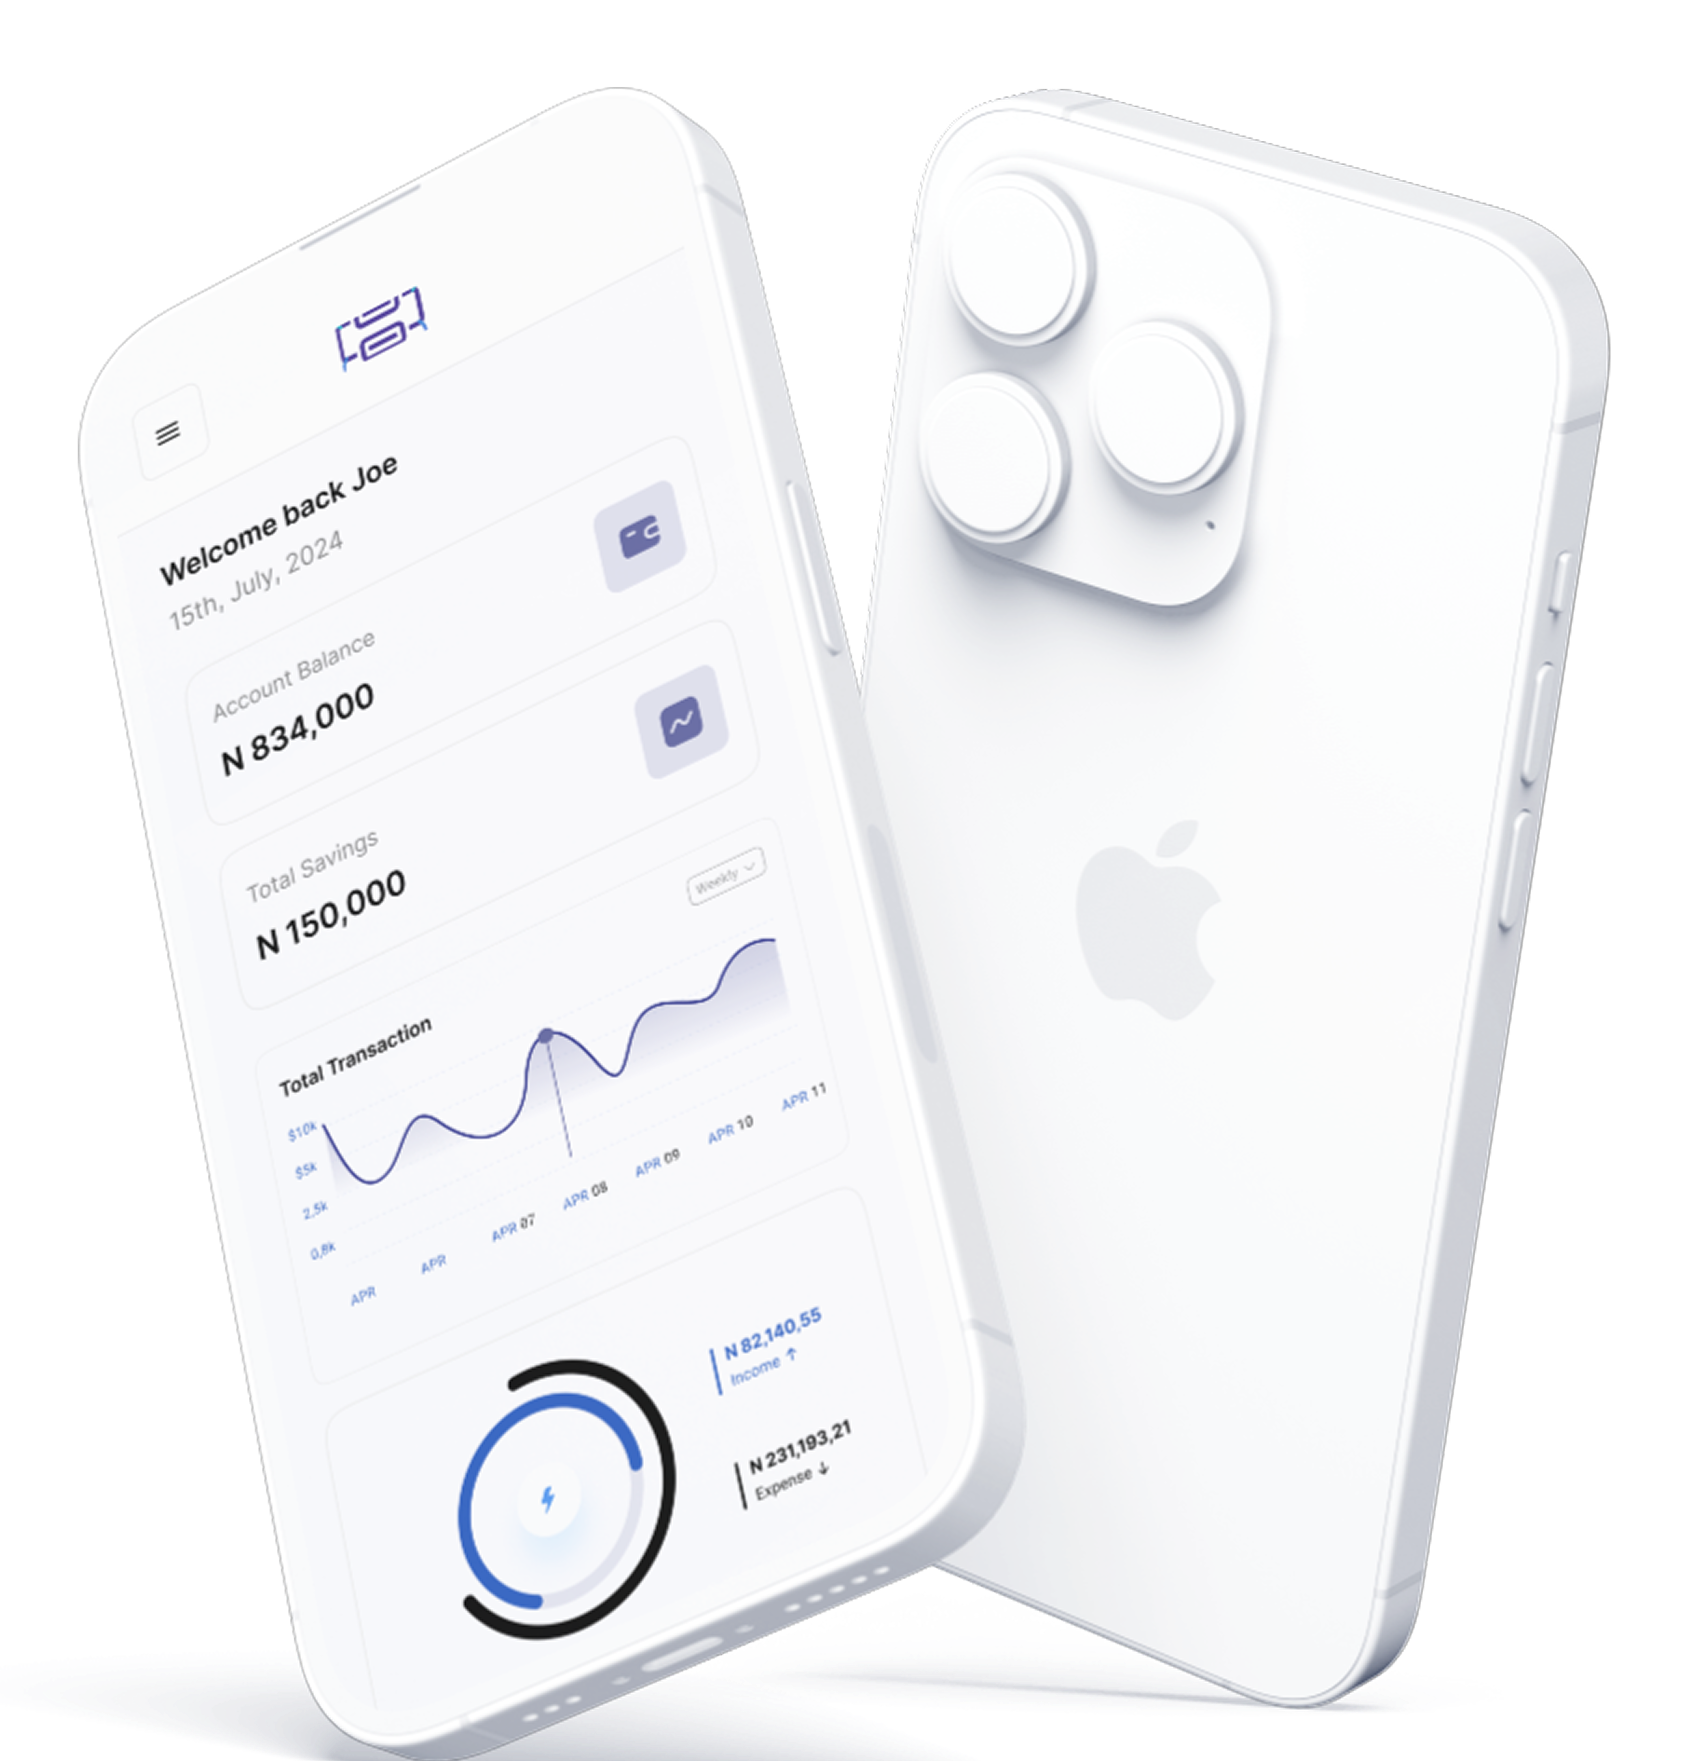 Welcome back Joe
15th, July, 2024
Account Balance
N 834,000
Total Savings
N 150,000
Weekly
Total Transaction
$10k
$5k
2,5k
0,8k
APR
APR
APR 07
APR 08
APR 09
APR 10
APR 11
N 82,140,55
Income ↑
N 231,193,21
Expense ↓